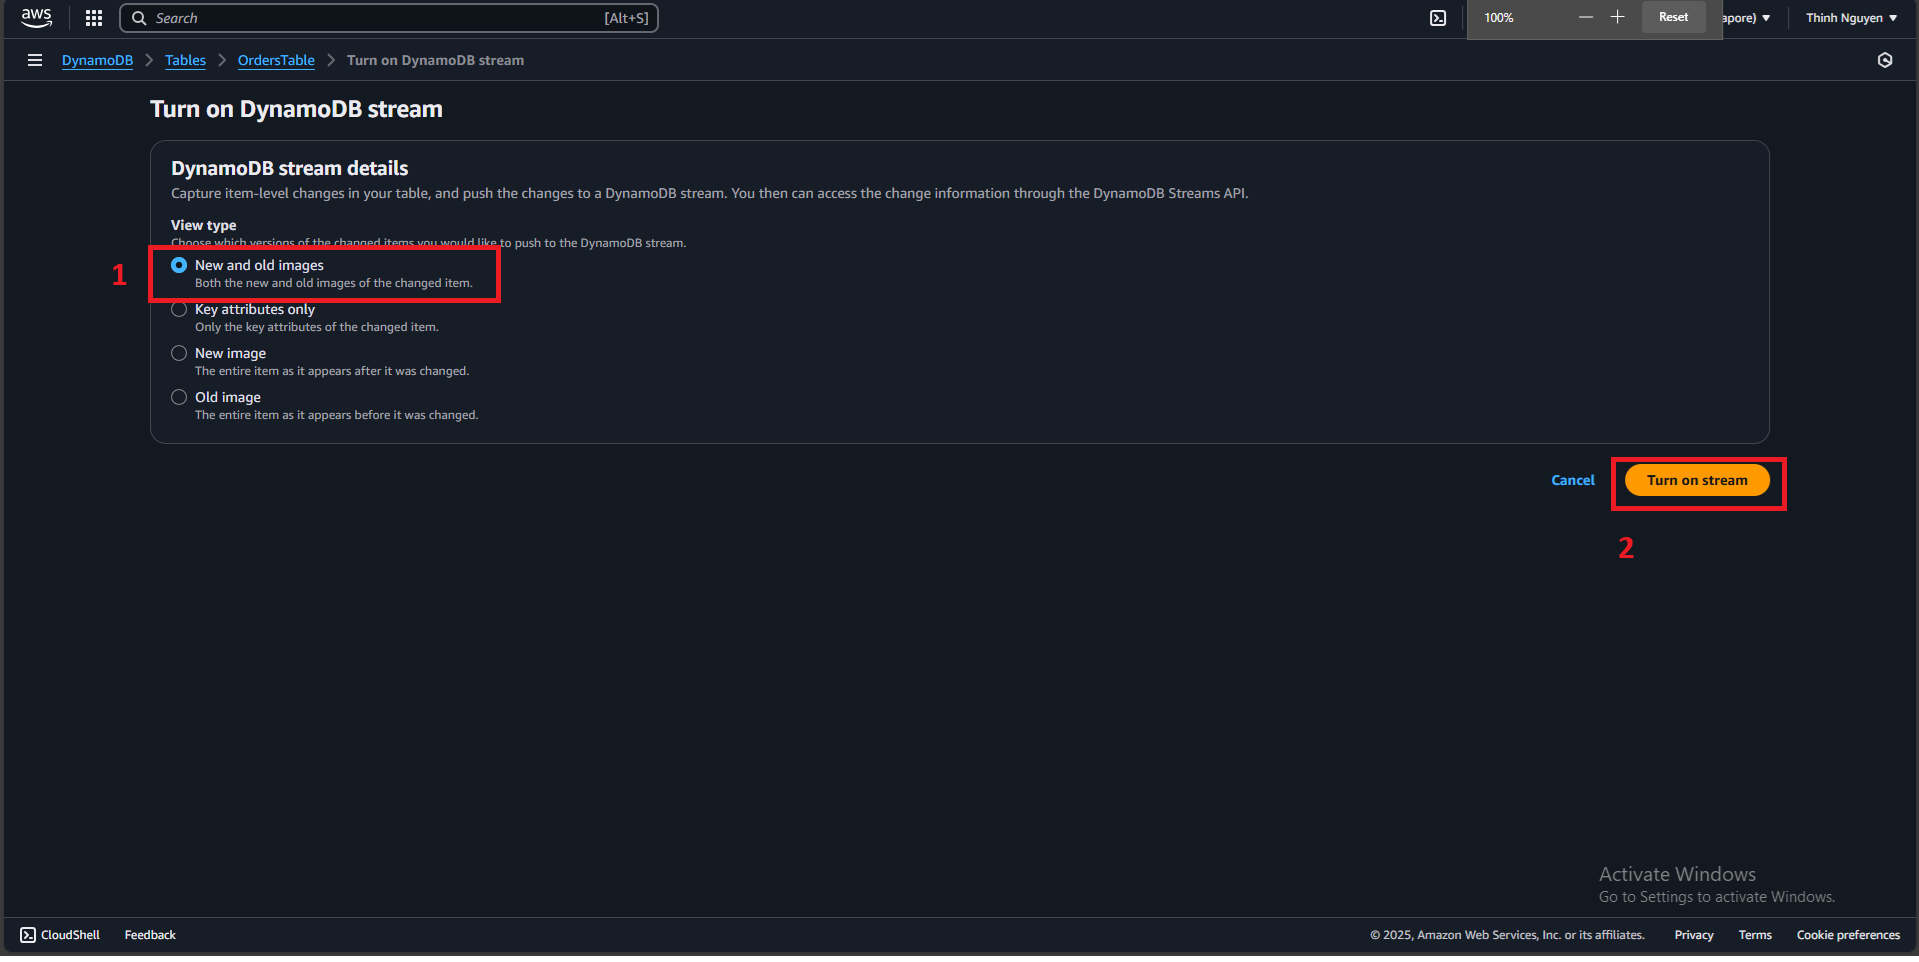 aws Search [Alt+S] 100% Reset apore) Thinh Nguyen
DynamoDB Tables OrdersTable Turn on DynamoDB stream
Turn on DynamoDB stream
DynamoDB stream details
Capture item-level changes in your table, and push the changes to a DynamoDB stream. You then can access the change information through the DynamoDB Streams API.
View type
Choose which versions of the changed items you would like to push to the DynamoDB stream.
1
New and old images
Both the new and old images of the changed item.
Key attributes only
Only the key attributes of the changed item.
New image
The entire item as it appears after it was changed.
Old image
The entire item as it appears before it was changed.
Cancel Turn on stream
2
Activate Windows
Go to Settings to activate Windows.
CloudShell Feedback © 2025, Amazon Web Services, Inc. or its affiliates. Privacy Terms Cookie preferences